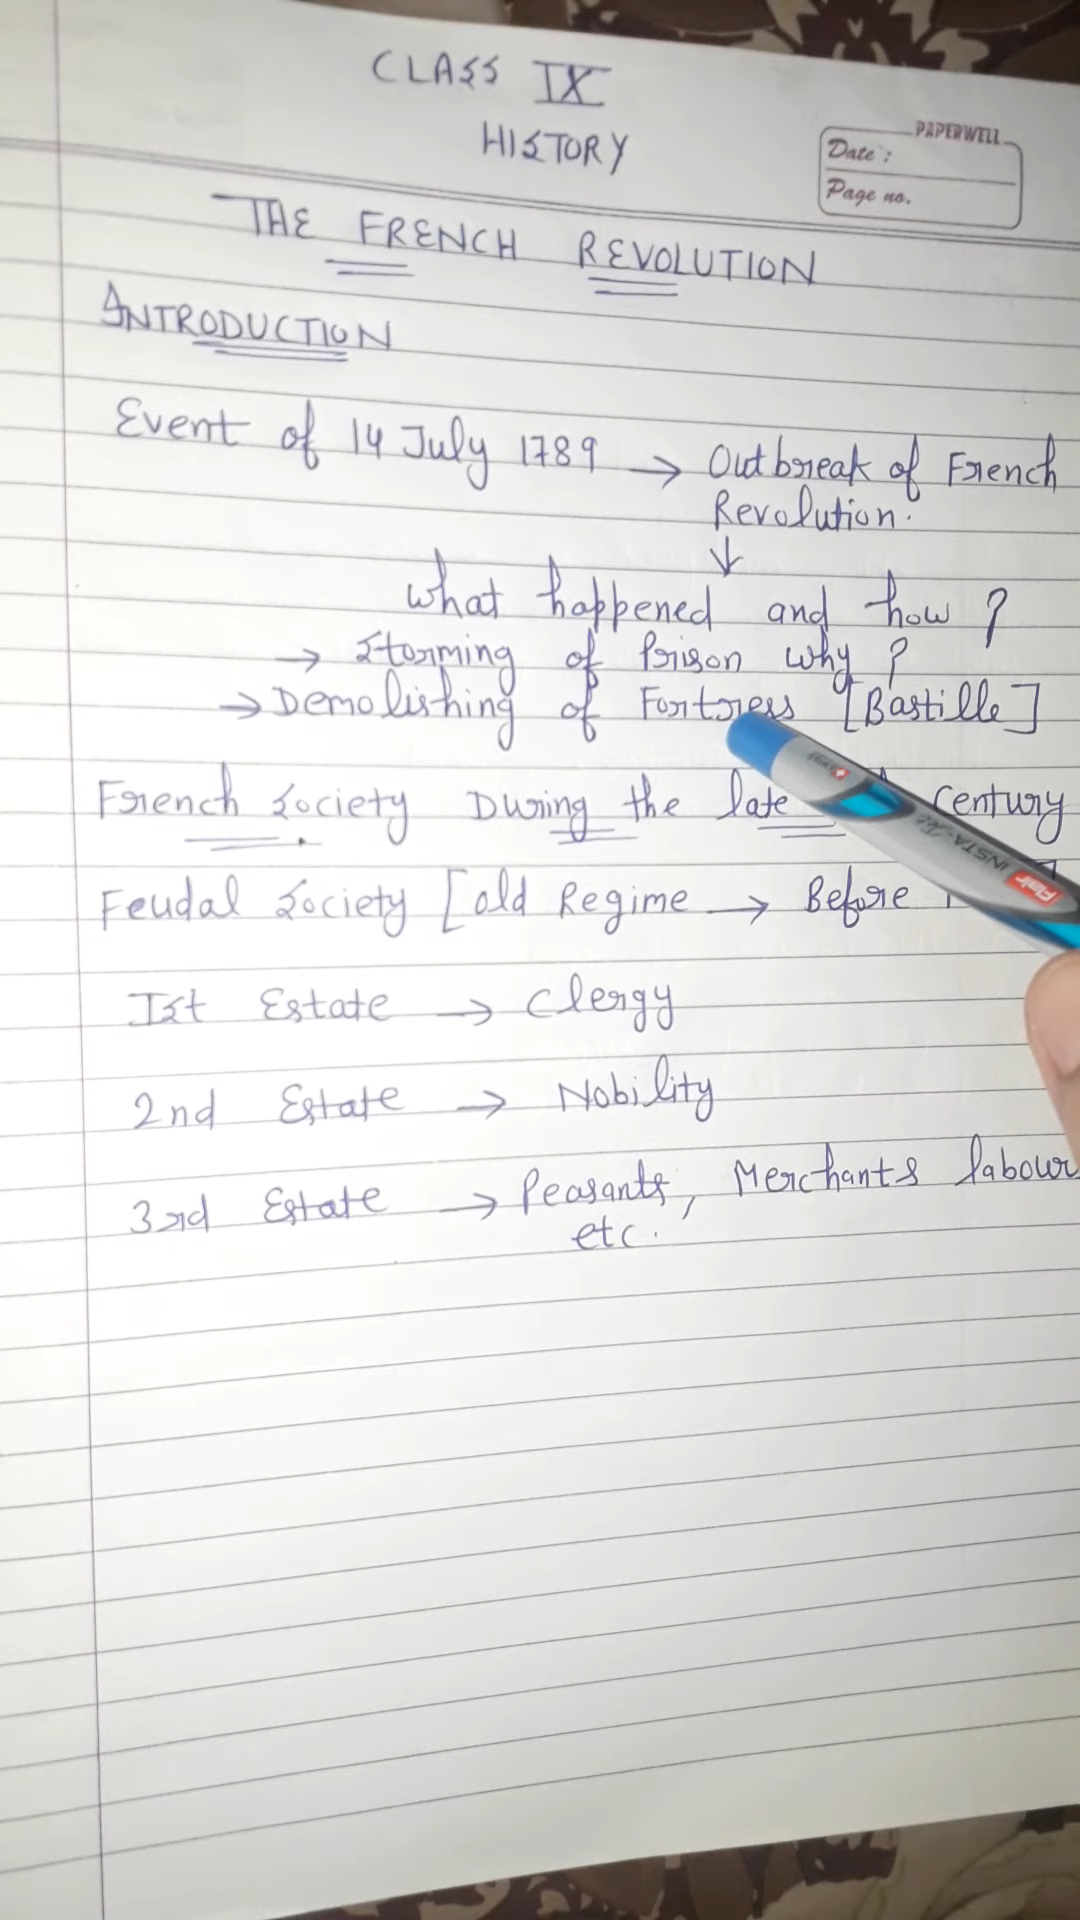 CLASS IX
HISTORY
PAPERWELL
Date :
Page no.
THE FRENCH REVOLUTION
INTRODUCTION
Event of 14 July 1789 → Outbreak of French
Revolution.
↓
What happened and how ?
→ Storming of Prison why ?
→ Demolishing of Fortress [Bastille]
French Society During the late century
Feudal Society [old Regime → Before
Ist Estate → Clergy
2nd Estate → Nobility
3rd Estate → Peasants, Merchants labour
etc.
Flair INSTA-